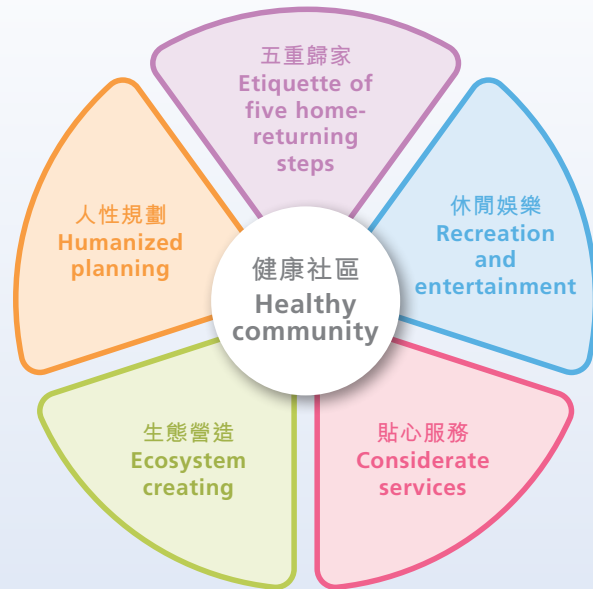 五重歸家
Etiquette of
five home-
returning
steps
休閒娛樂
Recreation
and
entertainment
貼心服務
Considerate
services
生態營造
Ecosystem
creating
人性規劃
Humanized
planning
健康社區
Healthy
community